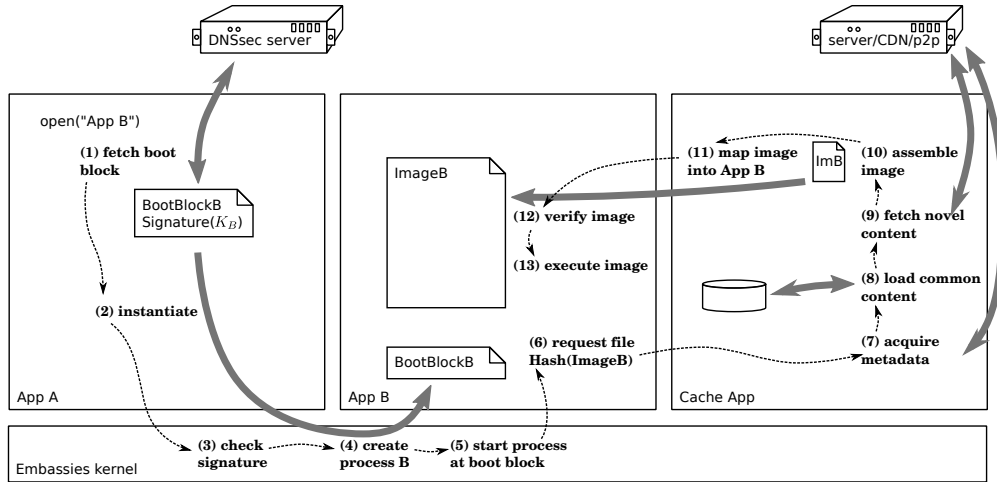 DNSsec server
server/CDN/p2p
open("App B")
(1) fetch boot
block
BootBlockB
Signature(K_B)
(2) instantiate
App A
ImageB
(12) verify image
(13) execute image
(6) request file
Hash(ImageB)
BootBlockB
App B
(11) map image
into App B
ImB
(10) assemble
image
(9) fetch novel
content
(8) load common
content
(7) acquire
metadata
Cache App
(3) check
signature
(4) create
process B
(5) start process
at boot block
Embassies kernel